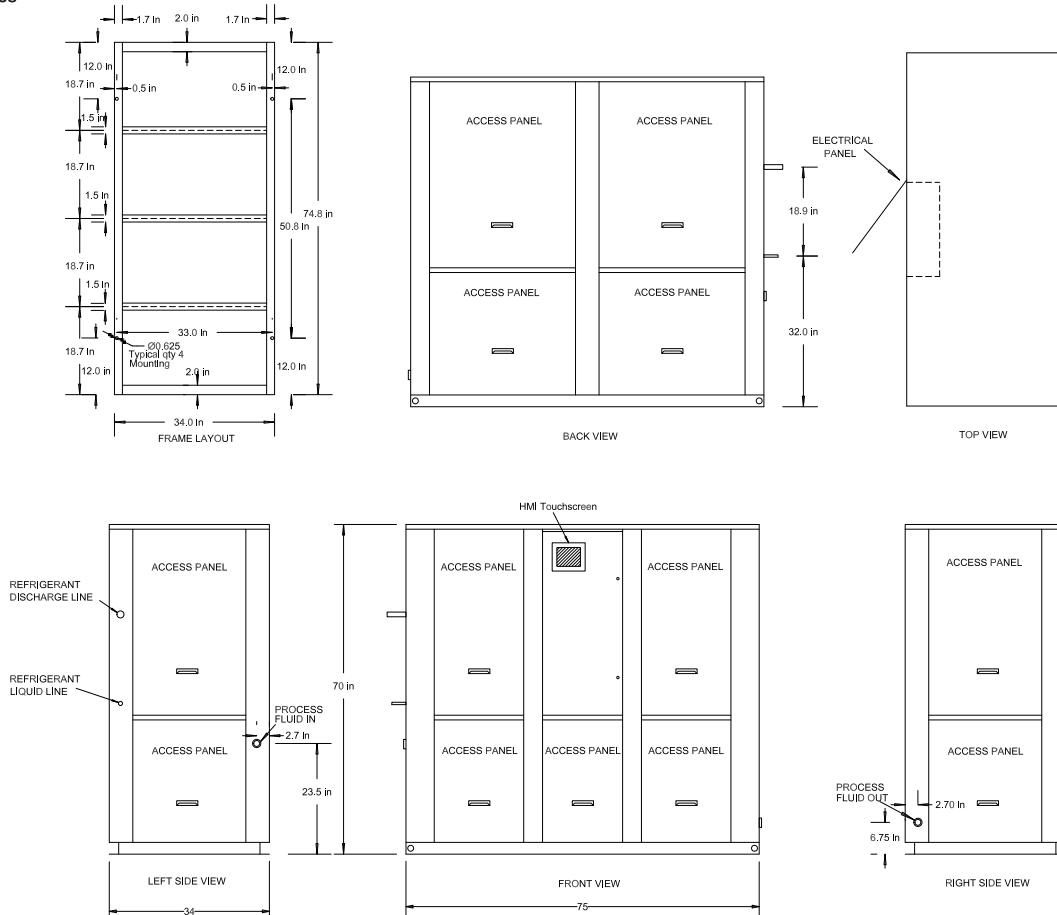 1.7 In
2.0 in
1.7 In
12.0 In
12.0 In
18.7 in
0.5 in
0.5 in
1.5 in
18.7 In
1.5 In
74.8 in
50.8 In
18.7 in
1.5 In
33.0 In
Ø0.625
Typical qty 4
Mounting
18.7 In
12.0 in
12.0 In
2.0 in
34.0 In
FRAME LAYOUT
ACCESS PANEL
ACCESS PANEL
ACCESS PANEL
ACCESS PANEL
18.9 in
32.0 in
BACK VIEW
ELECTRICAL
PANEL
TOP VIEW
REFRIGERANT
DISCHARGE LINE
REFRIGERANT
LIQUID LINE
ACCESS PANEL
ACCESS PANEL
PROCESS
FLUID IN
2.7 In
23.5 in
LEFT SIDE VIEW
34
HMI Touchscreen
ACCESS PANEL
ACCESS PANEL
70 in
ACCESS PANEL
ACCESS PANEL
ACCESS PANEL
FRONT VIEW
75
ACCESS PANEL
ACCESS PANEL
PROCESS
FLUID OUT
2.70 In
6.75 In
RIGHT SIDE VIEW